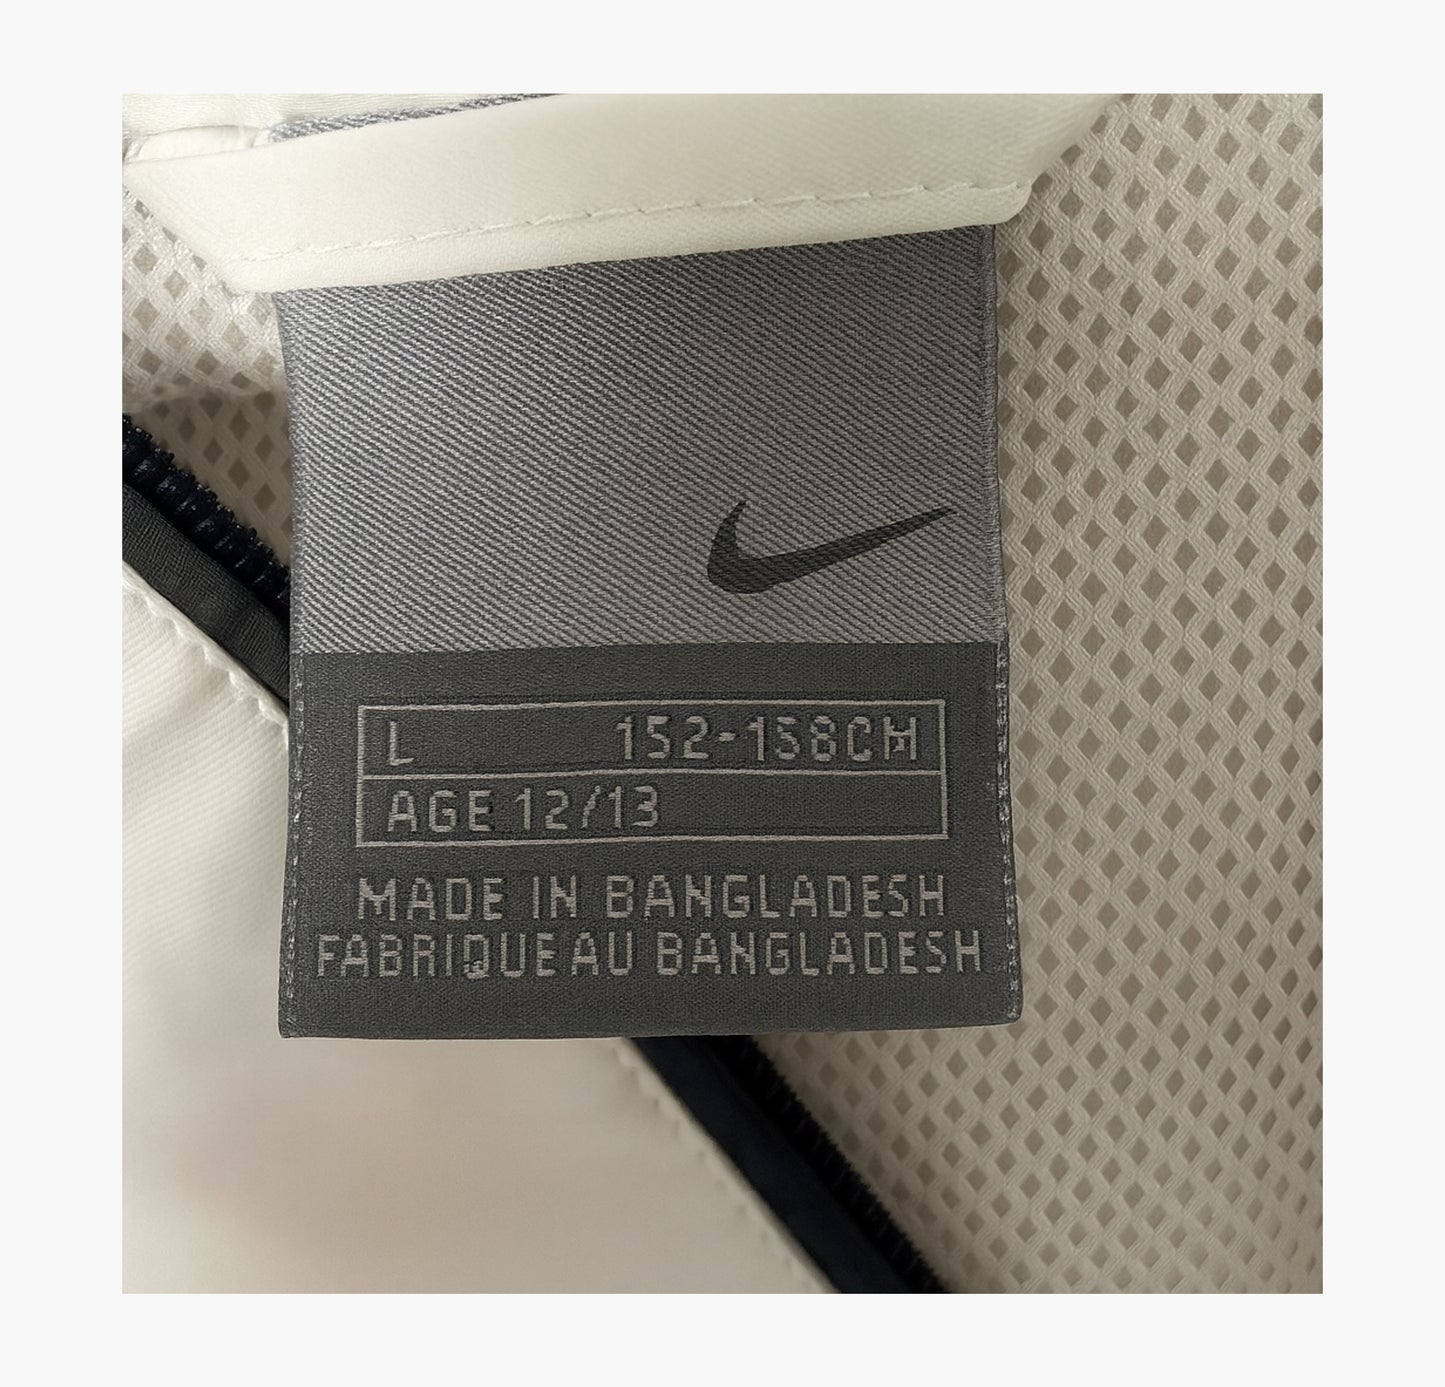 L 152-158CM
AGE 12/13
MADE IN BANGLADESH
FABRIQUE AU BANGLADESH